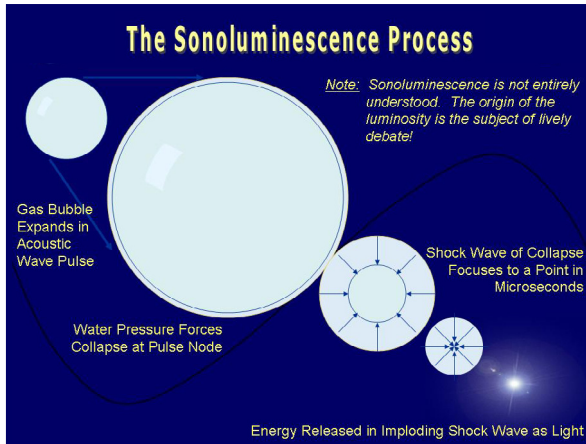 The Sonoluminescence Process
Note: Sonoluminescence is not entirely
understood. The origin of the
luminosity is the subject of lively
debate!
Gas Bubble
Expands in
Acoustic
Wave Pulse
Shock Wave of Collapse
Focuses to a Point in
Microseconds
Water Pressure Forces
Collapse at Pulse Node
Energy Released in Imploding Shock Wave as Light